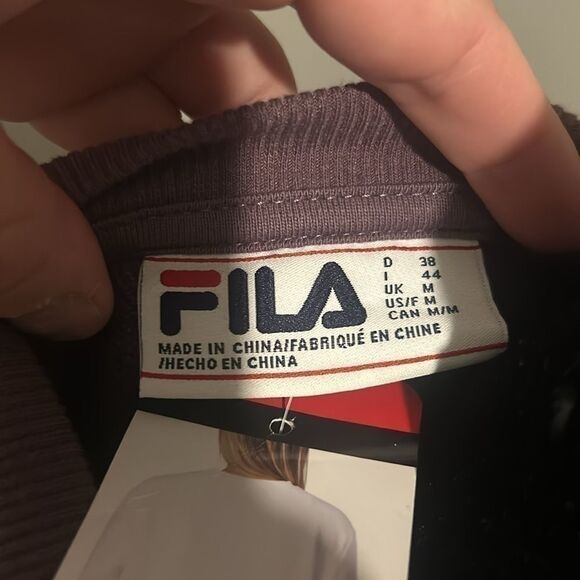 FILA
D 38
I 44
UK M
US/F M
CAN M/M
MADE IN CHINA/FABRIQUÉ EN CHINE
/HECHO EN CHINA